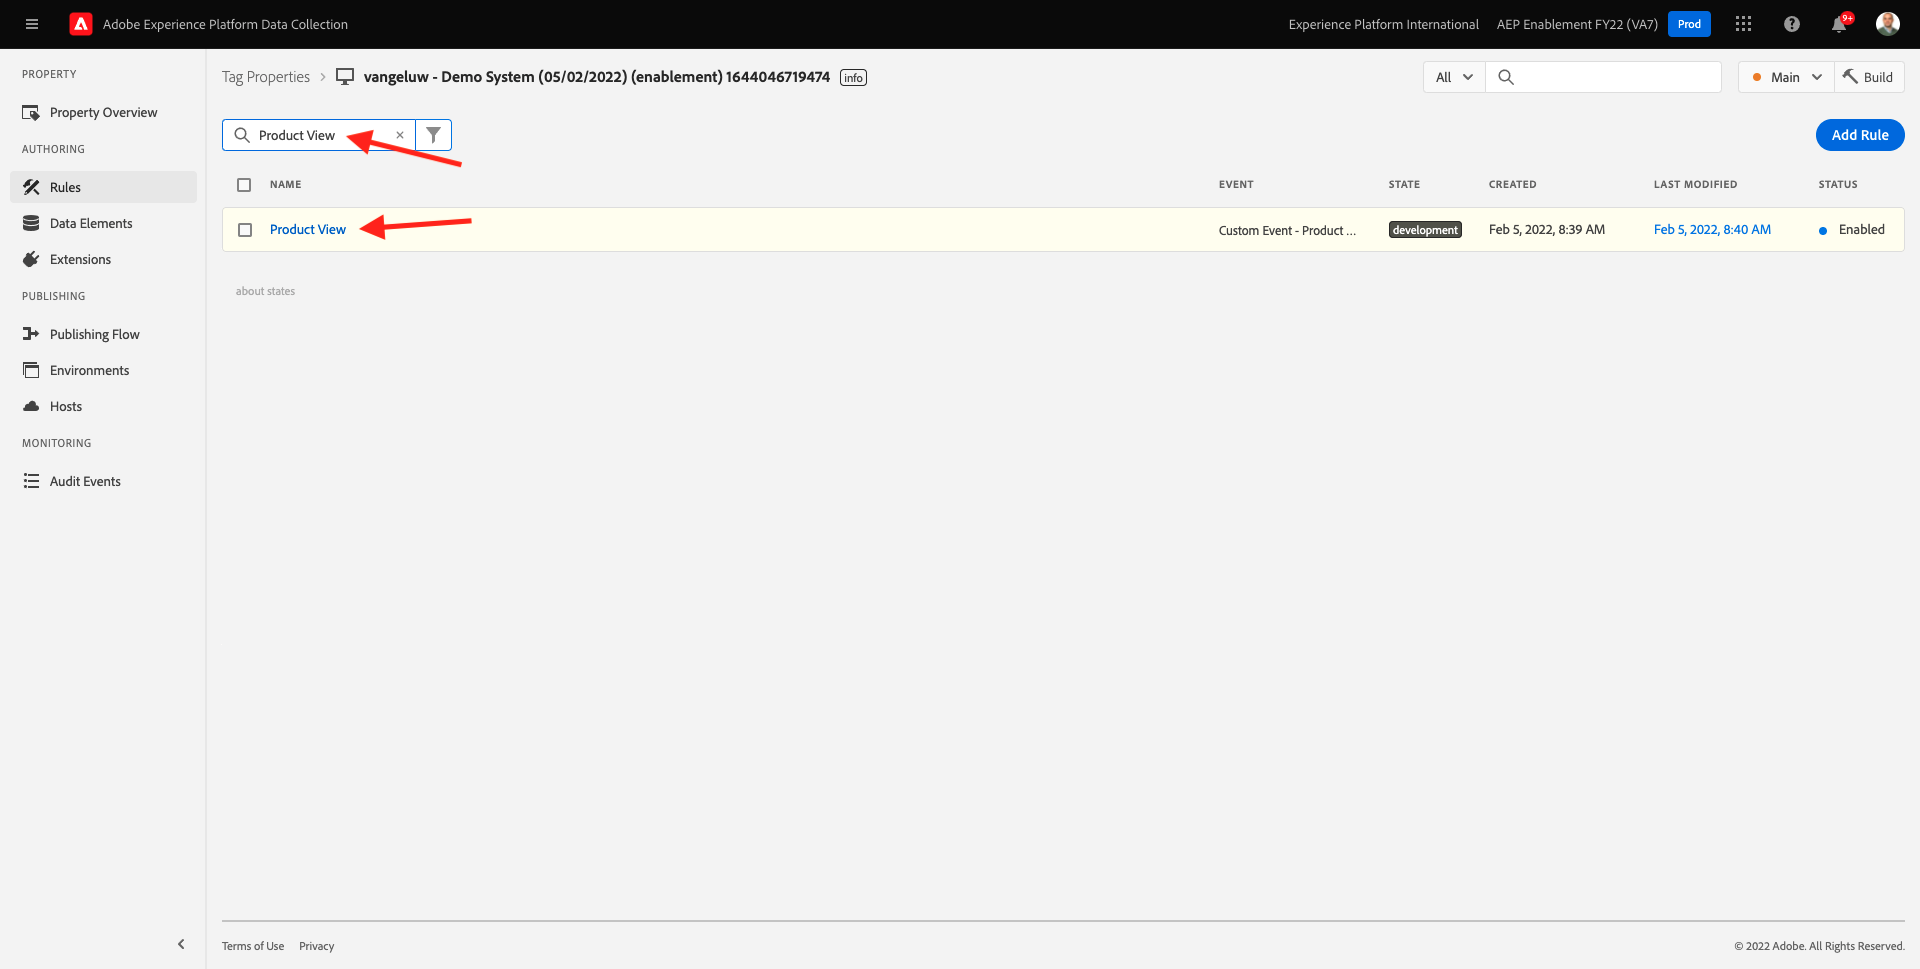 Adobe Experience Platform Data Collection
Experience Platform International
AEP Enablement FY22 (VA7)
Prod
9+
PROPERTY
Property Overview
AUTHORING
Rules
Data Elements
Extensions
PUBLISHING
Publishing Flow
Environments
Hosts
MONITORING
Audit Events
Tag Properties
vangeluw - Demo System (05/02/2022) (enablement) 1644046719474
info
All
Main
Build
Product View
Add Rule
NAME EVENT STATE CREATED LAST MODIFIED STATUS
Product View Custom Event - Product ... development Feb 5, 2022, 8:39 AM Feb 5, 2022, 8:40 AM Enabled
about states
Terms of Use Privacy
© 2022 Adobe. All Rights Reserved.